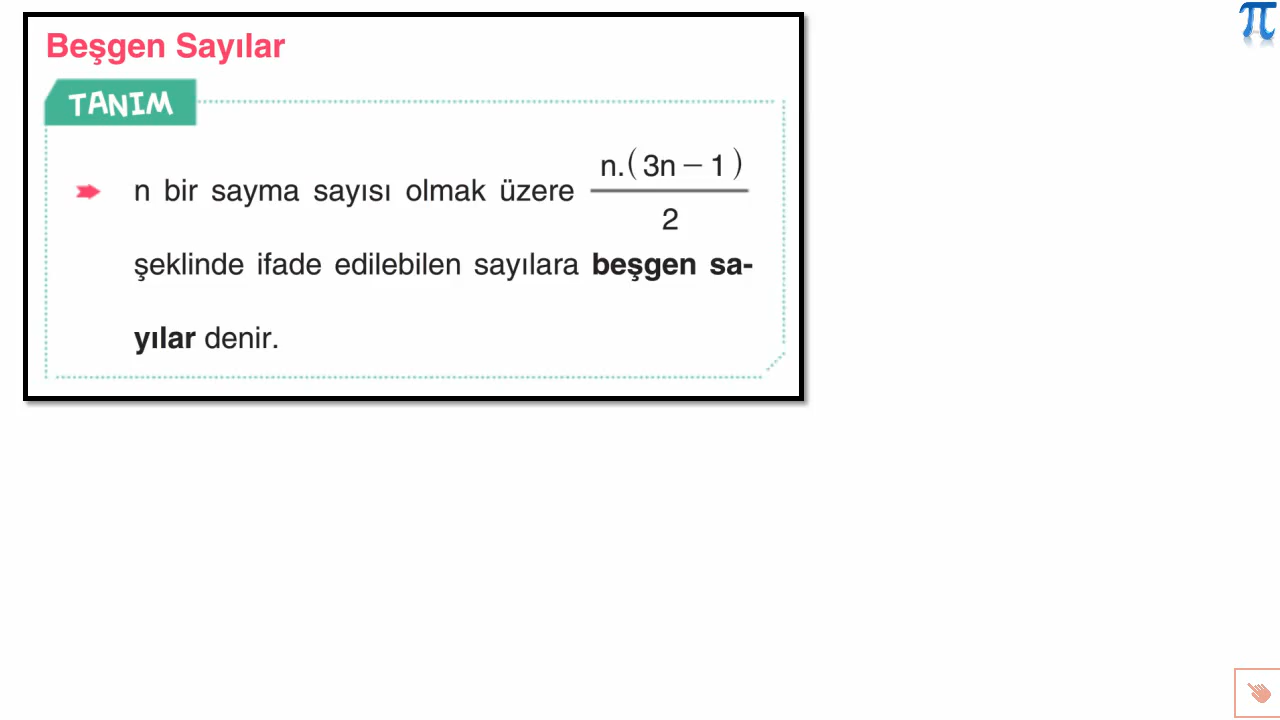 Beşgen Sayılar
TANIM
n bir sayma sayısı olmak üzere n.(3n − 1) / 2
şeklinde ifade edilebilen sayılara beşgen sa-
yılar denir.
π